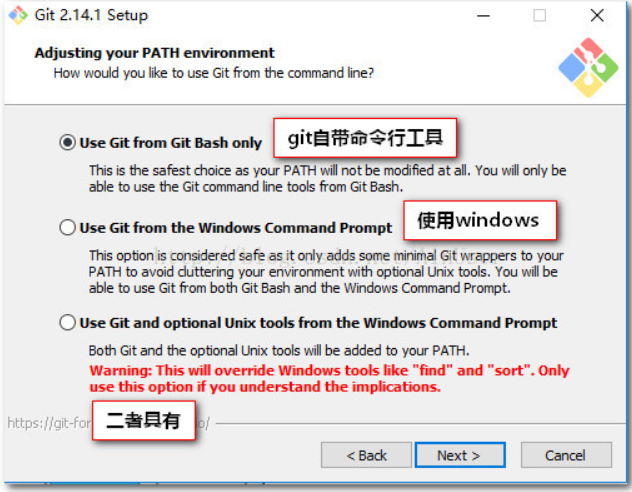 Git 2.14.1 Setup
Adjusting your PATH environment
How would you like to use Git from the command line?
Use Git from Git Bash only
git自带命令行工具
This is the safest choice as your PATH will not be modified at all. You will only be
able to use the Git command line tools from Git Bash.
Use Git from the Windows Command Prompt
使用windows
This option is considered safe as it only adds some minimal Git wrappers to your
PATH to avoid cluttering your environment with optional Unix tools. You will be
able to use Git from both Git Bash and the Windows Command Prompt.
Use Git and optional Unix tools from the Windows Command Prompt
Both Git and the optional Unix tools will be added to your PATH.
Warning: This will override Windows tools like "find" and "sort". Only
use this option if you understand the implications.
二者具有
https://git-for
< Back
Next >
Cancel